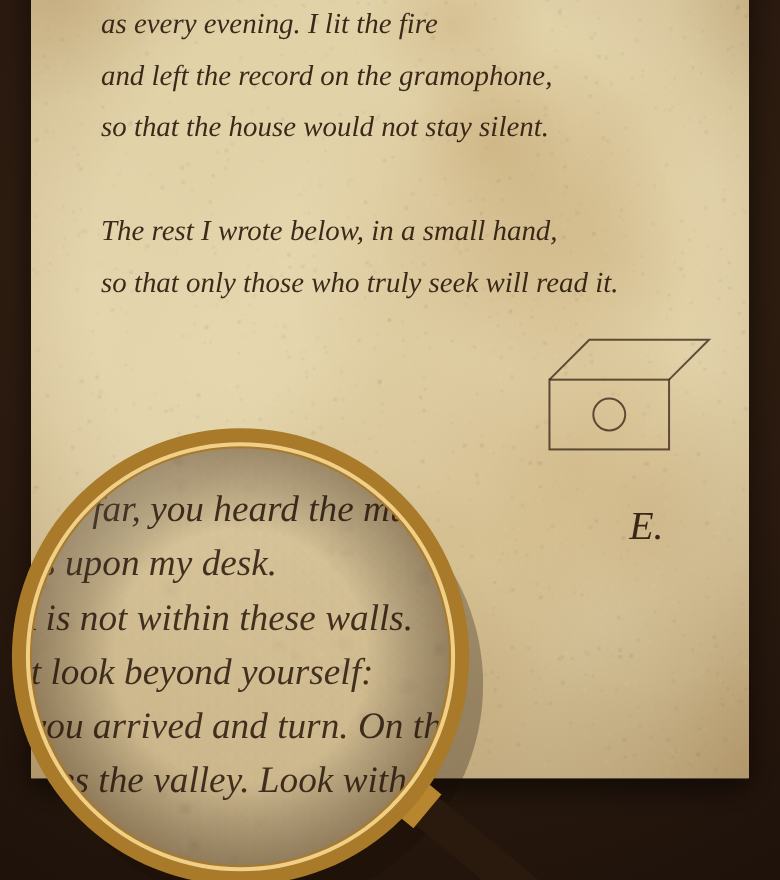 as every evening. I lit the fire
and left the record on the gramophone,
so that the house would not stay silent.
The rest I wrote below, in a small hand,
so that only those who truly seek will read it.
E.
far, you heard the
upon my desk.
is not within these walls.
look beyond yourself:
arrived and turn. On
the valley. Look